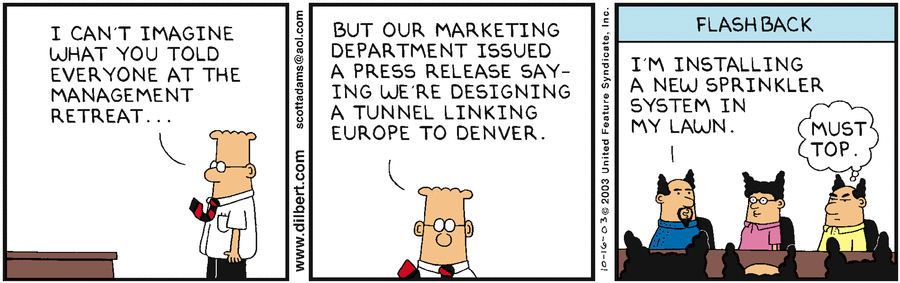 I CAN'T IMAGINE
WHAT YOU TOLD
EVERYONE AT THE
MANAGEMENT
RETREAT...
scottadams@aol.com
www.dilbert.com
BUT OUR MARKETING
DEPARTMENT ISSUED
A PRESS RELEASE SAY-
ING WE'RE DESIGNING
A TUNNEL LINKING
EUROPE TO DENVER.
10-16-03 © 2003 United Feature Syndicate, Inc.
FLASHBACK
I'M INSTALLING
A NEW SPRINKLER
SYSTEM IN
MY LAWN.
MUST
TOP.